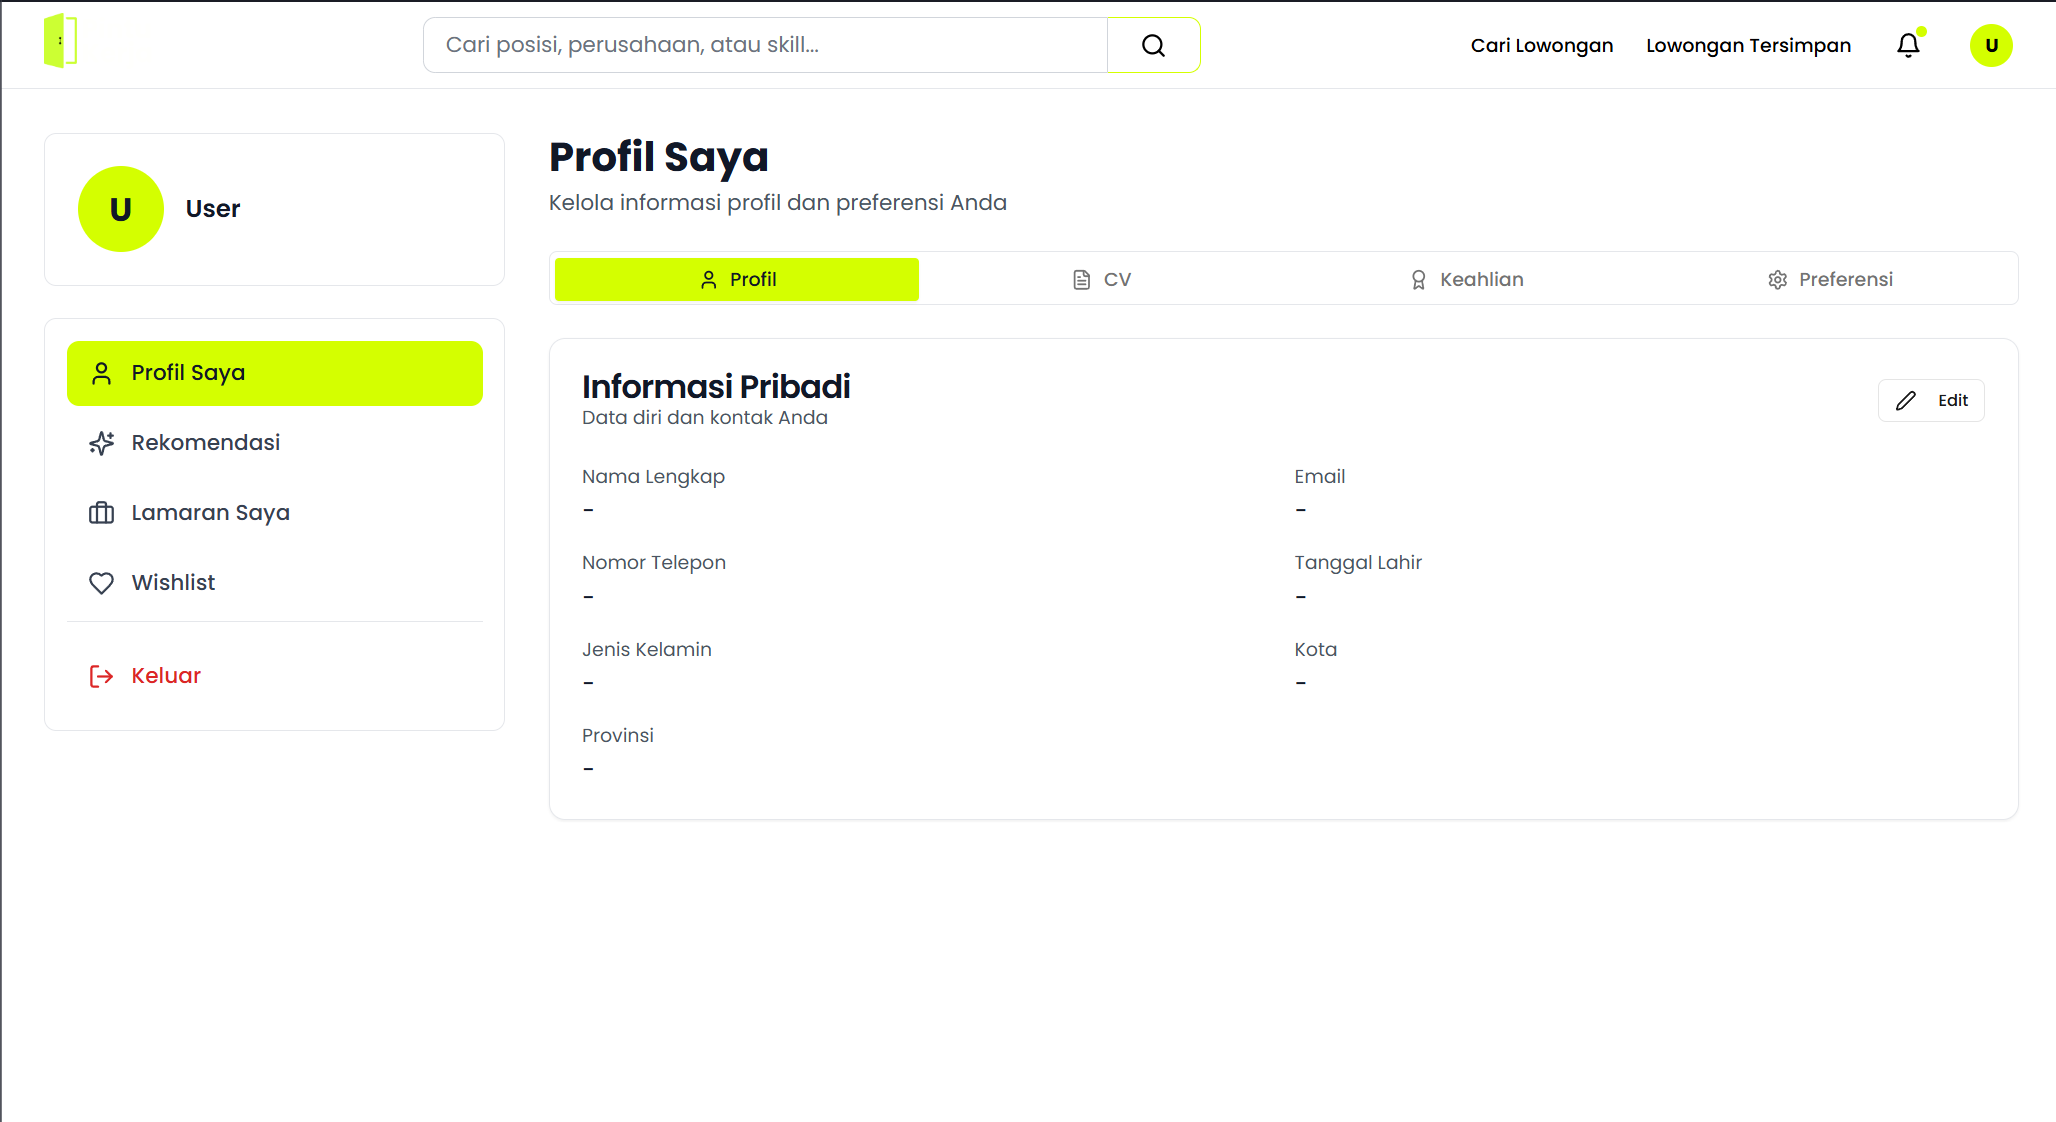 Cari posisi, perusahaan, atau skill...
Cari Lowongan
Lowongan Tersimpan
U
U
User
Profil Saya
Rekomendasi
Lamaran Saya
Wishlist
Keluar
Profil Saya
Kelola informasi profil dan preferensi Anda
Profil
CV
Keahlian
Preferensi
Informasi Pribadi
Data diri dan kontak Anda
Edit
Nama Lengkap
-
Email
-
Nomor Telepon
-
Tanggal Lahir
-
Jenis Kelamin
-
Kota
-
Provinsi
-